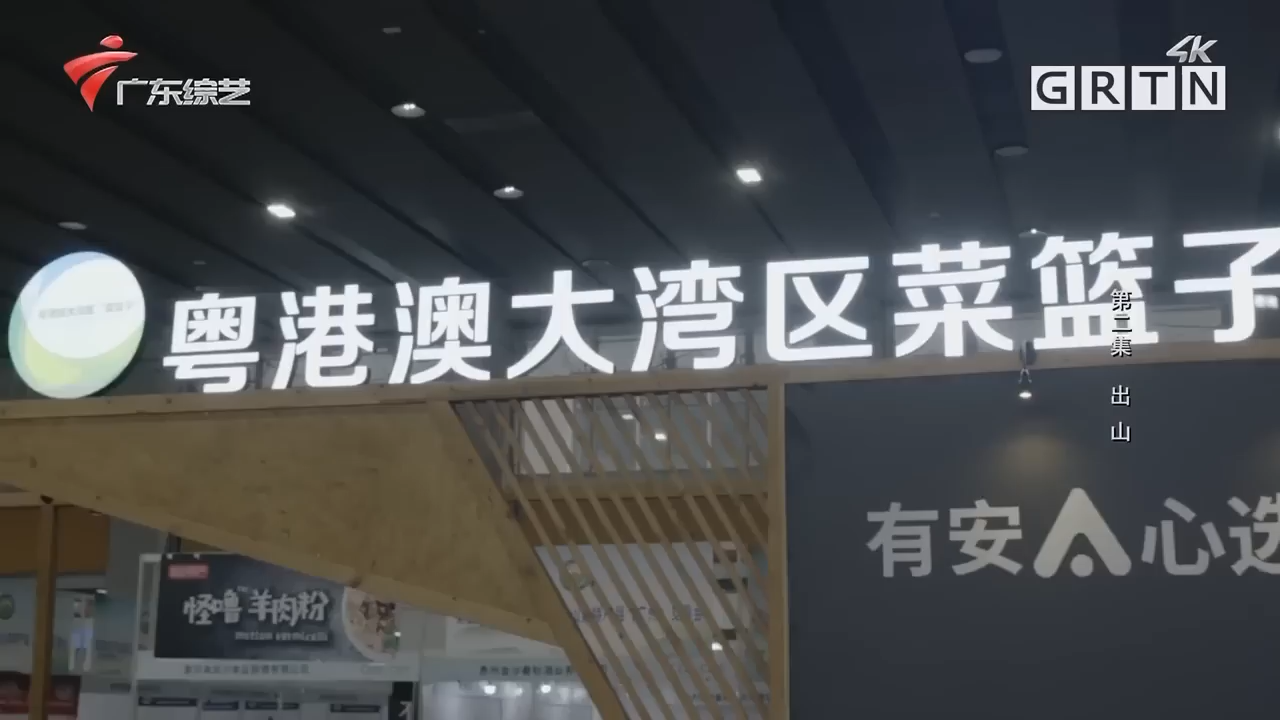 广东综艺
4K
GRTN
粤港澳大湾区菜篮子
第二集 出山
有安心选
怪噜羊肉粉
mutton vermicelli